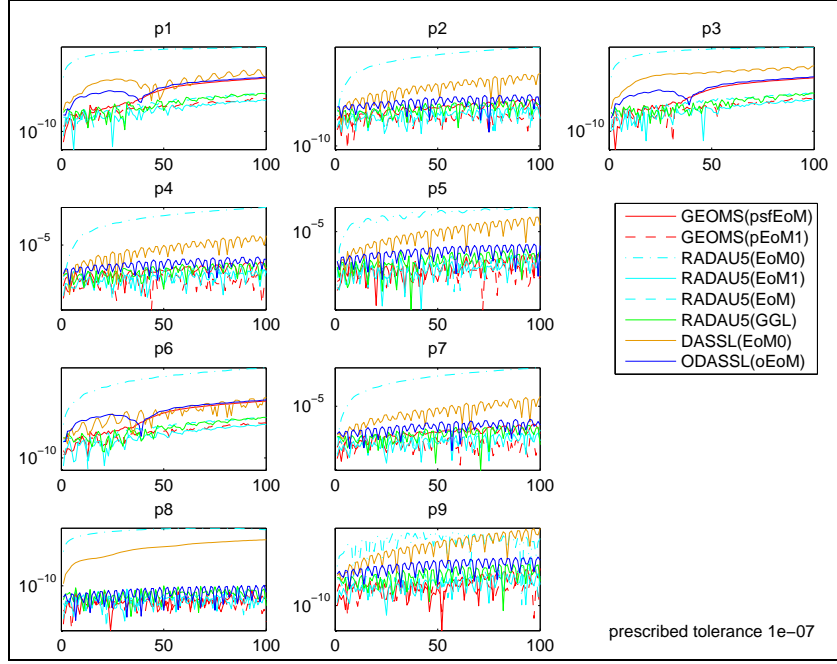 p1
p2
p3
10^-10
0
50
100
10^-10
0
50
100
10^-10
0
50
100
p4
p5
10^-5
0
50
100
10^-5
0
50
100
GEOMS(psfEoM)
GEOMS(pEoM1)
RADAU5(EoM0)
RADAU5(EoM1)
RADAU5(EoM)
RADAU5(GGL)
DASSL(EoM0)
ODASSL(oEoM)
p6
p7
10^-10
0
50
100
10^-5
0
50
100
p8
p9
10^-10
0
50
100
10^-10
0
50
100
prescribed tolerance 1e−07